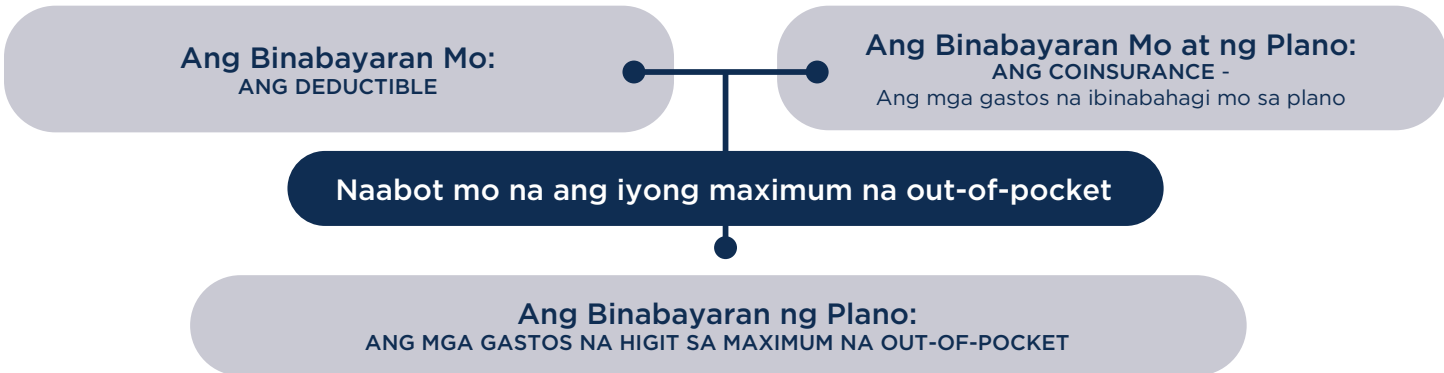 Ang Binabayaran Mo:
ANG DEDUCTIBLE
Ang Binabayaran Mo at ng Plano:
ANG COINSURANCE -
Ang mga gastos na ibinabahagi mo sa plano
Naabot mo na ang iyong maximum na out-of-pocket
Ang Binabayaran ng Plano:
ANG MGA GASTOS NA HIGIT SA MAXIMUM NA OUT-OF-POCKET